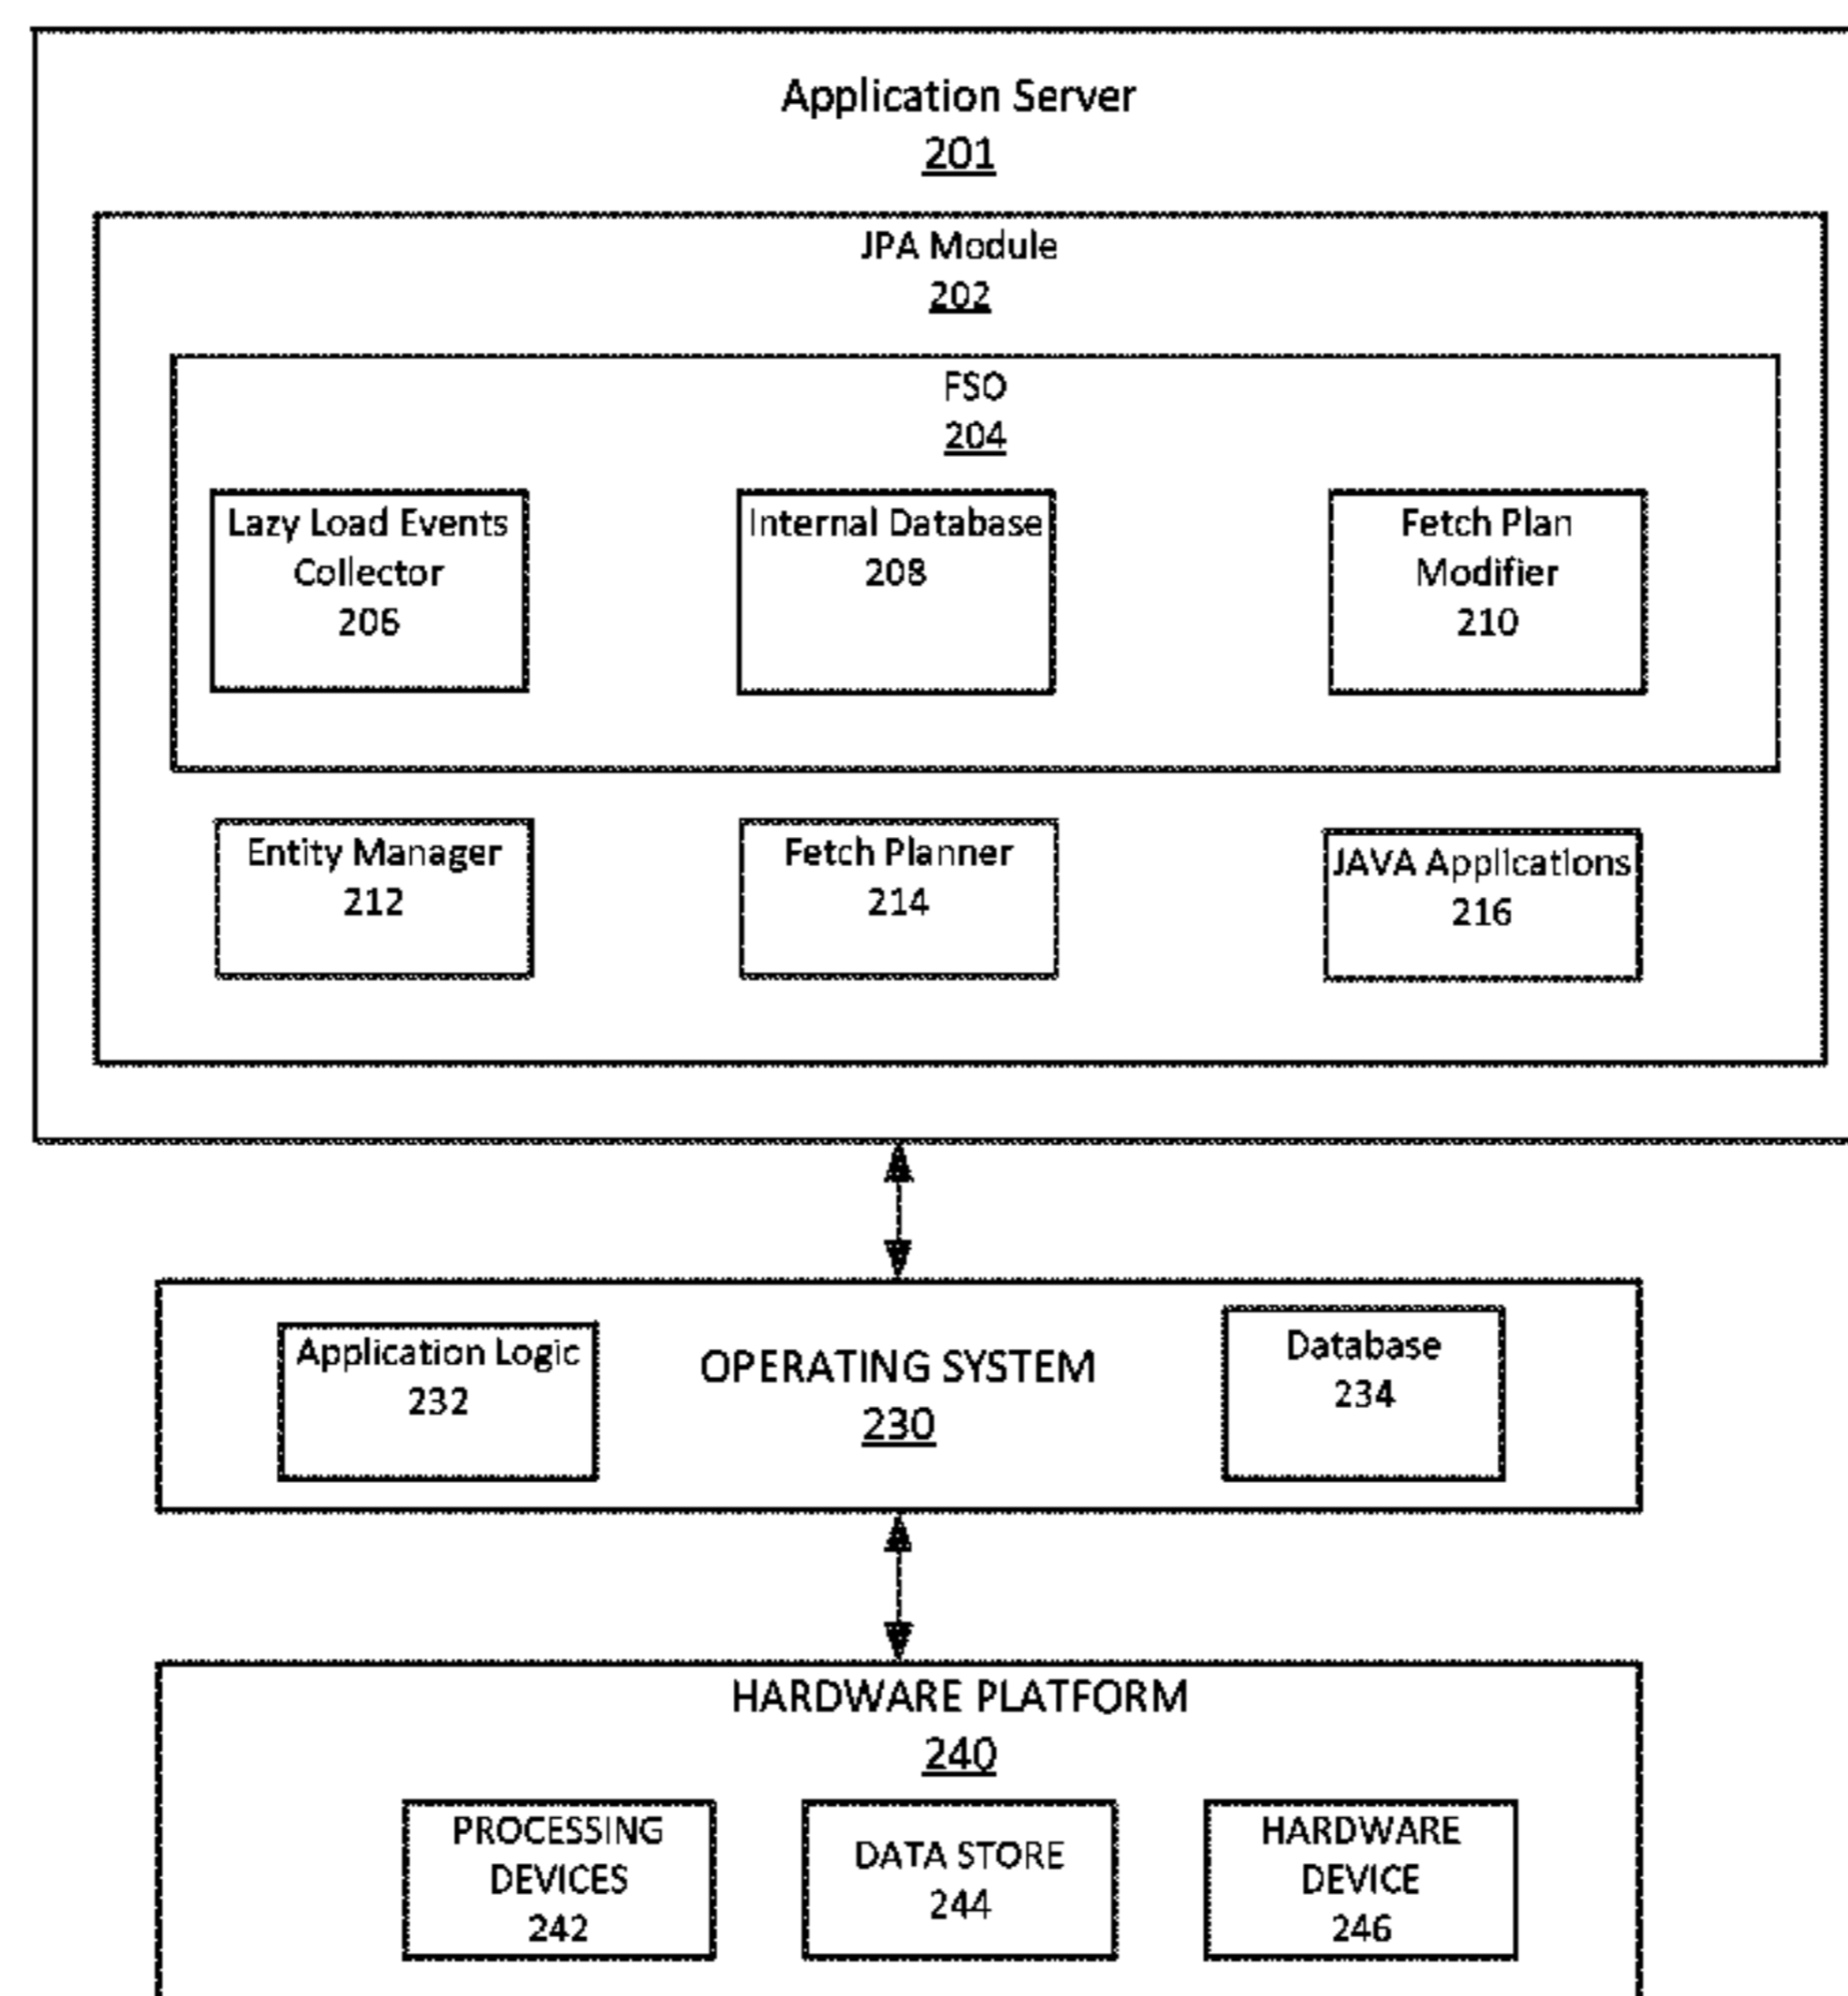 Application Server
201
JPA Module
202
FSO
204
Lazy Load Events
Collector
206
Internal Database
208
Fetch Plan
Modifier
210
Entity Manager
212
Fetch Planner
214
JAVA Applications
216
Application Logic
232
OPERATING SYSTEM
230
Database
234
HARDWARE PLATFORM
240
PROCESSING
DEVICES
242
DATA STORE
244
HARDWARE
DEVICE
246